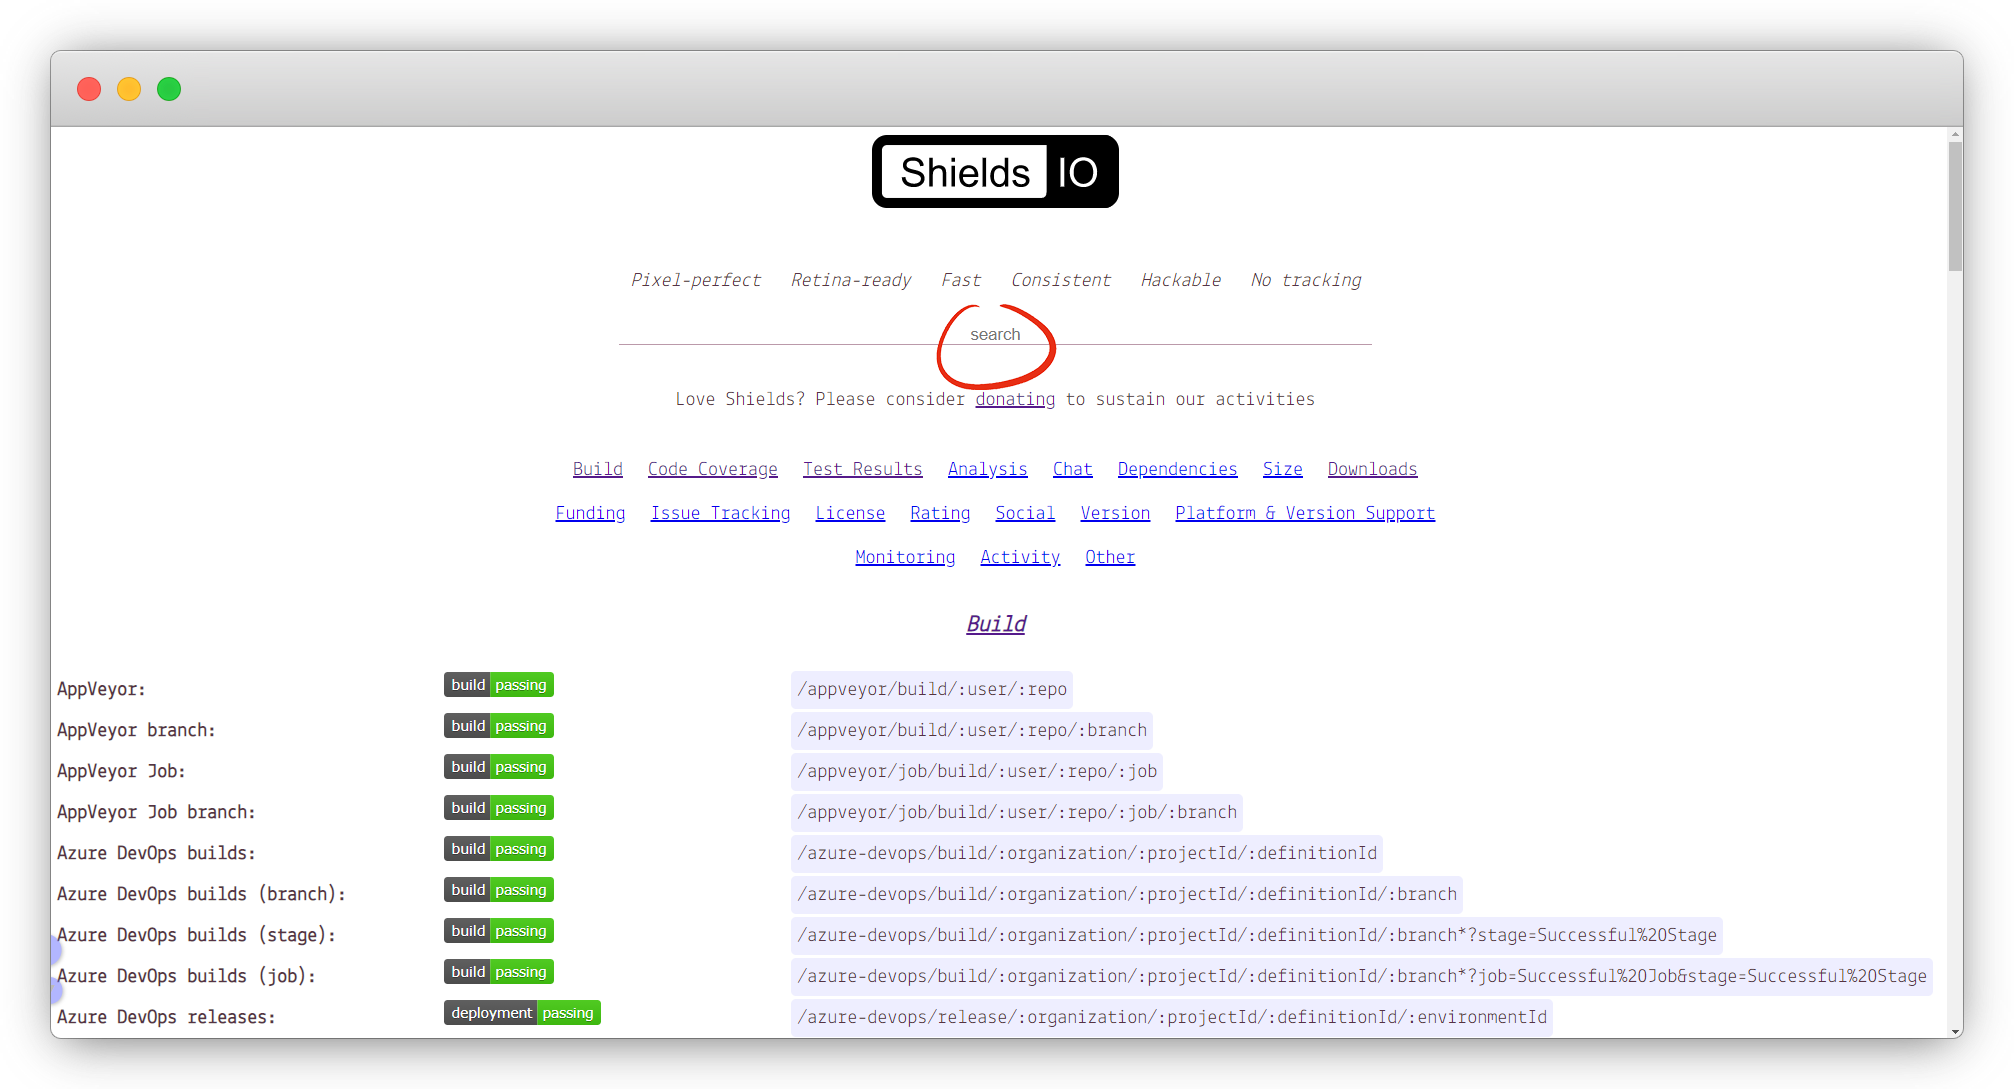 Shields IO
Pixel-perfect Retina-ready Fast Consistent Hackable No tracking
search
Love Shields? Please consider donating to sustain our activities
Build Code Coverage Test Results Analysis Chat Dependencies Size Downloads
Funding Issue Tracking License Rating Social Version Platform & Version Support
Monitoring Activity Other
Build
AppVeyor: build passing /appveyor/build/:user/:repo
AppVeyor branch: build passing /appveyor/build/:user/:repo/:branch
AppVeyor Job: build passing /appveyor/job/build/:user/:repo/:job
AppVeyor Job branch: build passing /appveyor/job/build/:user/:repo/:job/:branch
Azure DevOps builds: build passing /azure-devops/build/:organization/:projectId/:definitionId
Azure DevOps builds (branch): build passing /azure-devops/build/:organization/:projectId/:definitionId/:branch
Azure DevOps builds (stage): build passing /azure-devops/build/:organization/:projectId/:definitionId/:branch*?stage=Successful%20Stage
Azure DevOps builds (job): build passing /azure-devops/build/:organization/:projectId/:definitionId/:branch*?job=Successful%20Job&stage=Successful%20Stage
Azure DevOps releases: deployment passing /azure-devops/release/:organization/:projectId/:definitionId/:environmentId